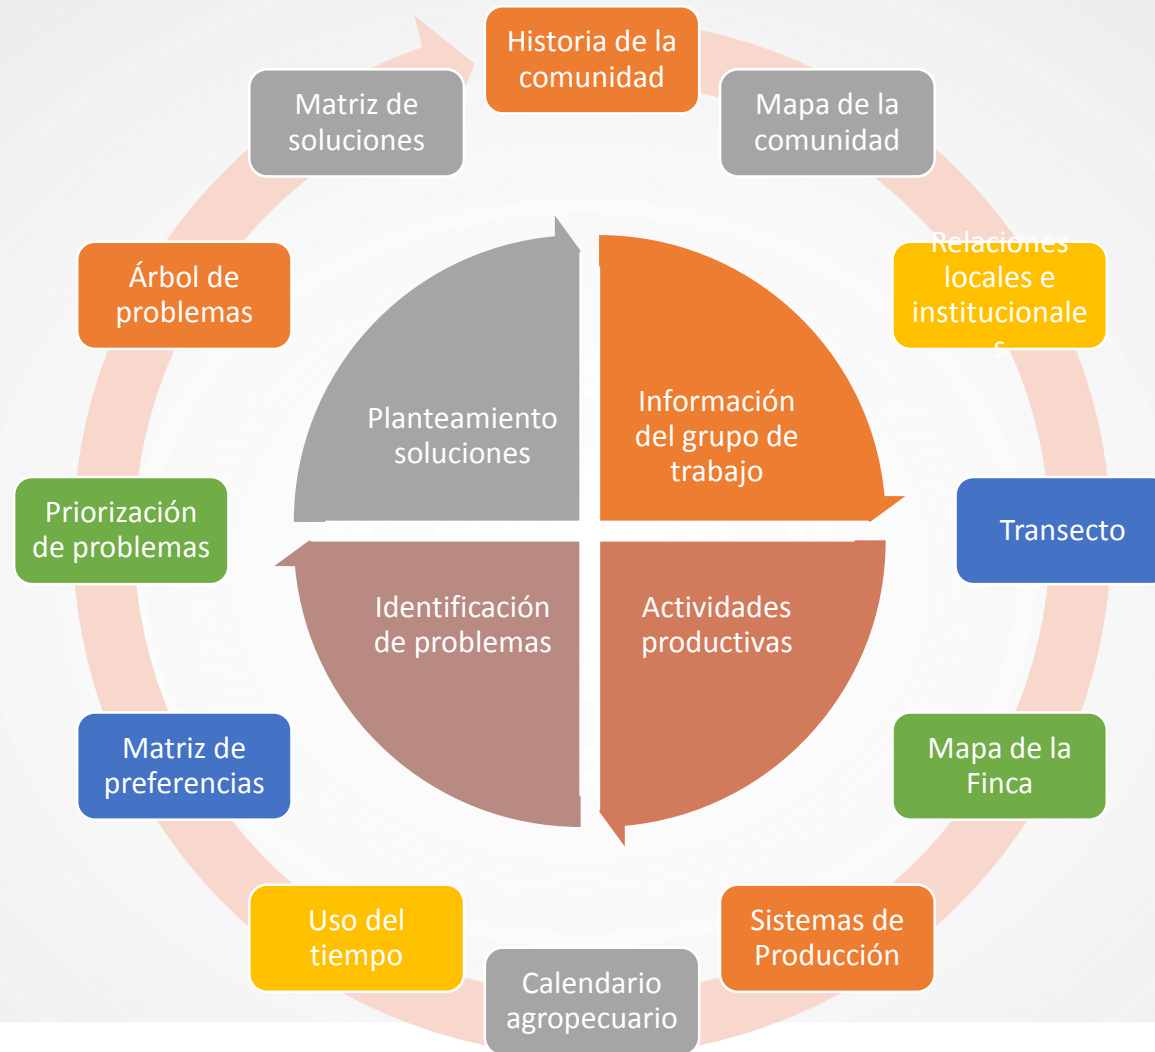 Historia de la
comunidad
Mapa de la
comunidad
Relaciones
locales e
institucionale
s
Transecto
Mapa de la
Finca
Sistemas de
Producción
Calendario
agropecuario
Uso del
tiempo
Matriz de
preferencias
Priorización
de problemas
Árbol de
problemas
Matriz de
soluciones
Información
del grupo de
trabajo
Actividades
productivas
Identificación
de problemas
Planteamiento
soluciones